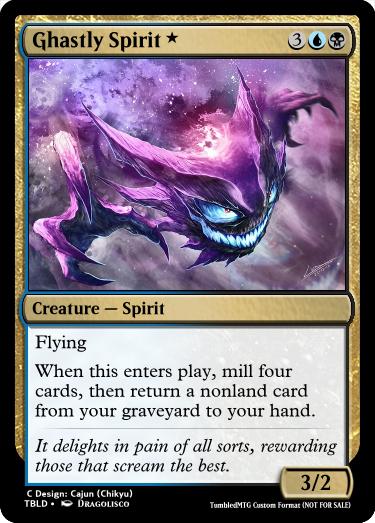 Ghastly Spirit ★ 3
Creature — Spirit
Flying
When this enters play, mill four
cards, then return a nonland card
from your graveyard to your hand.
It delights in pain of all sorts, rewarding
those that scream the best.
3/2
C Design: Cajun (Chikyu)
TBLD • Dragolisco
TumbledMTG Custom Format (NOT FOR SALE)